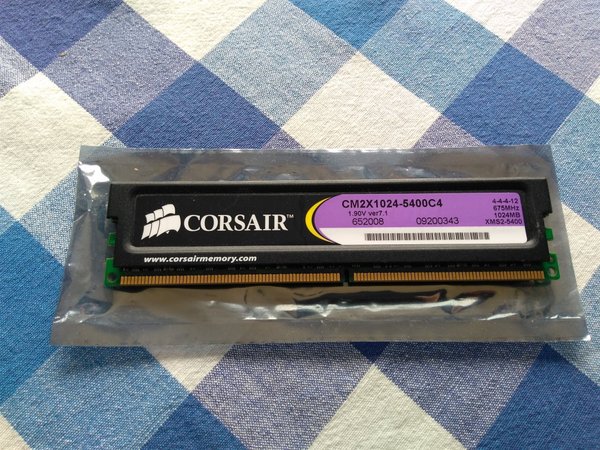 CORSAIR™
www.corsairmemory.com
CM2X1024-5400C4
1.90V ver7.1
652008 09200343
4-4-4-12
675MHz
1024MB
XMS2-5400